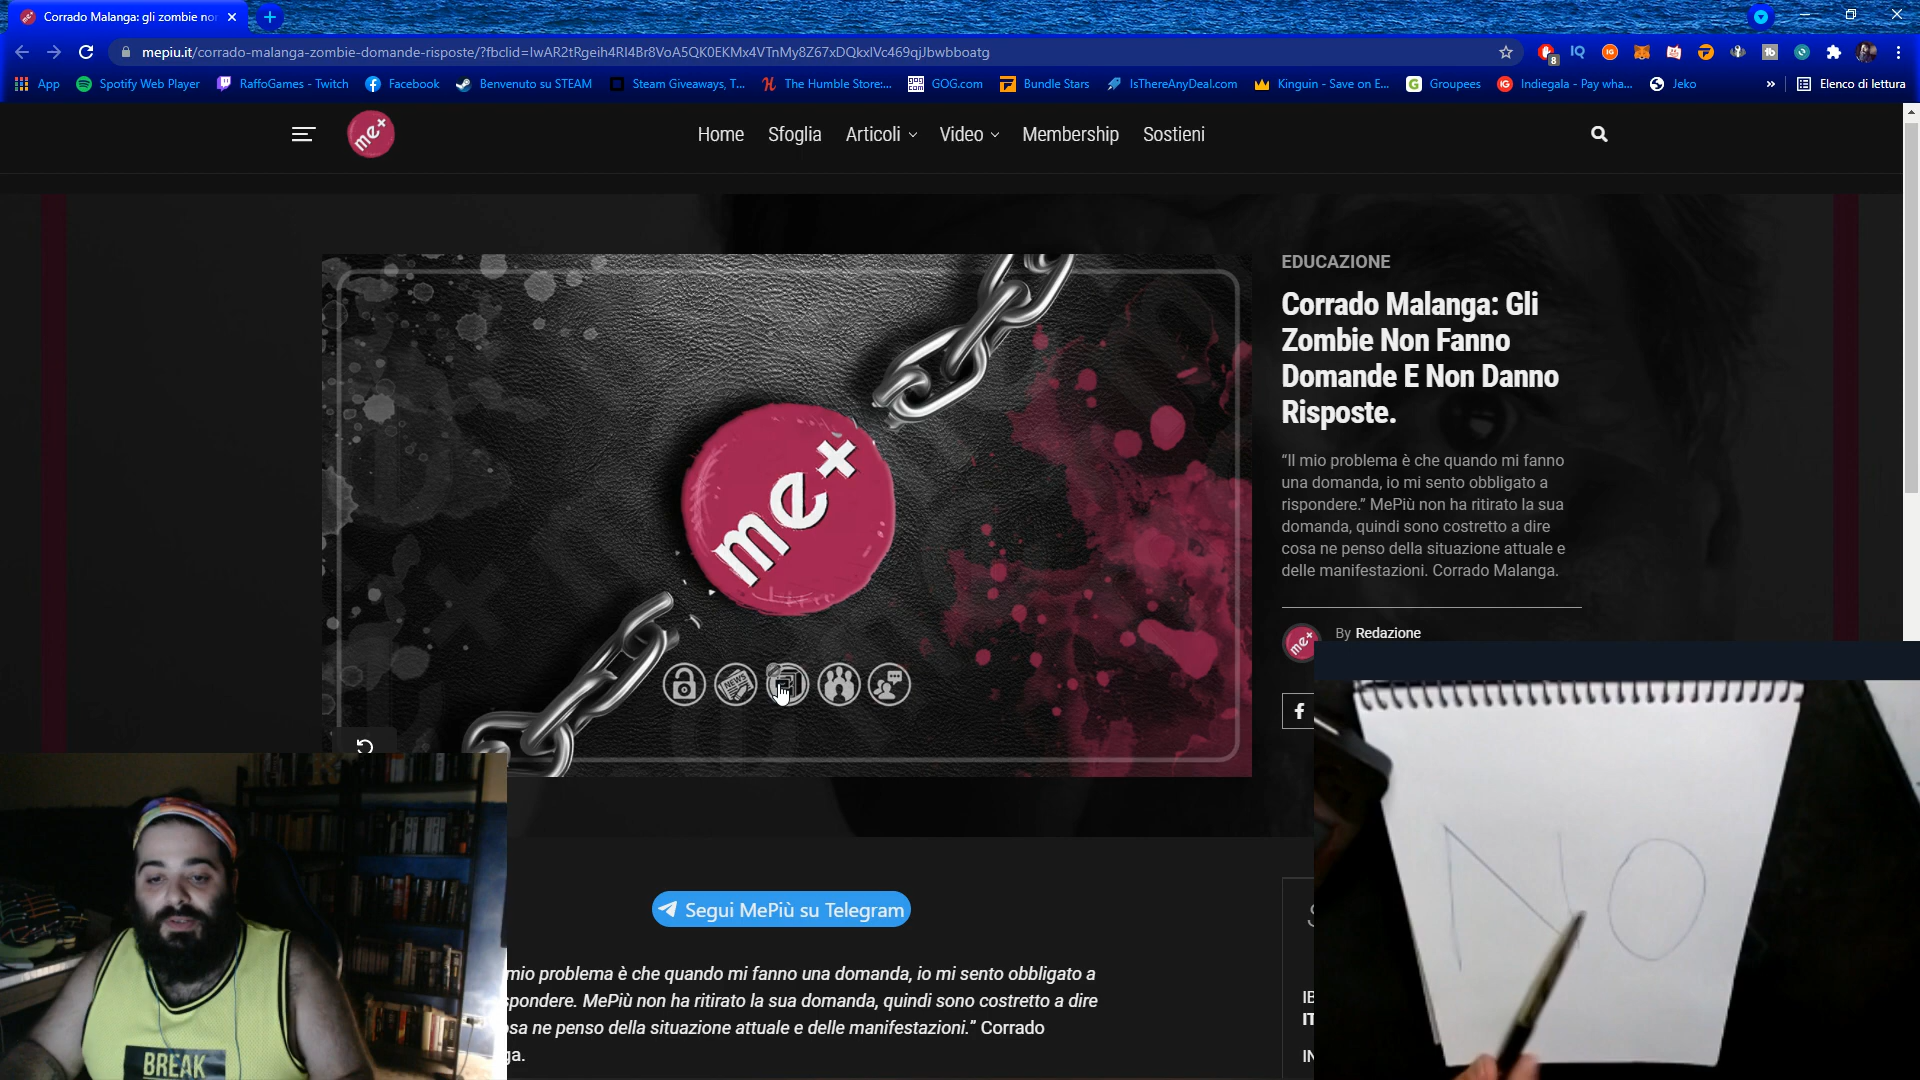 Corrado Malanga: gli zombie non
mepiu.it/corrado-malanga-zombie-domande-risposte/?fbclid=IwAR2tRgeih4RI4Br8VoA5QK0EKMx4VTnMy8Z67xDQkxlVc469qjJbwbboatg
App Spotify Web Player RaffoGames - Twitch Facebook Benvenuto su STEAM Steam Giveaways, T... The Humble Store:... GOG.com Bundle Stars IsThereAnyDeal.com Kinguin - Save on E... Groupees Indiegala - Pay wha... Jeko » Elenco di lettura
me+ Home Sfoglia Articoli Video Membership Sostieni
EDUCAZIONE
Corrado Malanga: Gli
Zombie Non Fanno
Domande E Non Danno
Risposte.
“Il mio problema è che quando mi fanno
una domanda, io mi sento obbligato a
rispondere.” MePiù non ha ritirato la sua
domanda, quindi sono costretto a dire
cosa ne penso della situazione attuale e
delle manifestazioni. Corrado Malanga.
me+
NEWS
me+ By Redazione
Segui MePiù su Telegram
mio problema è che quando mi fanno una domanda, io mi sento obbligato a
spondere. MePiù non ha ritirato la sua domanda, quindi sono costretto a dire
osa ne penso della situazione attuale e delle manifestazioni.” Corrado
ga.
NO
BREAK